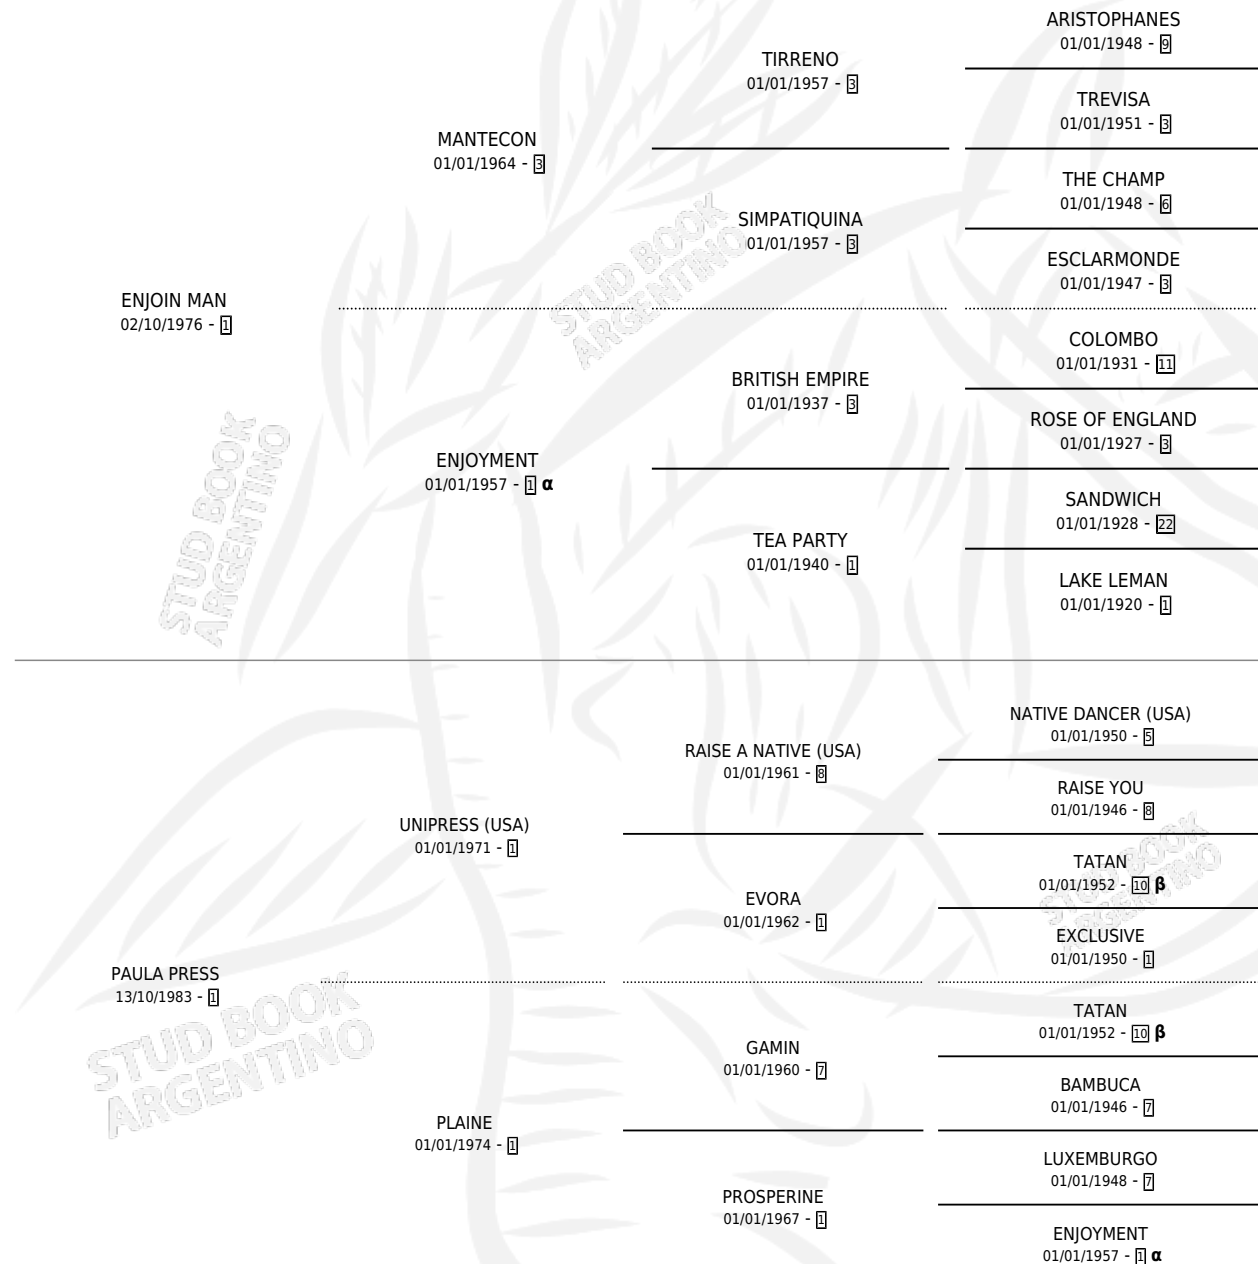 ARISTOPHANES
01/01/1948 - 9
TIRRENO
01/01/1957 - 3
TREVISA
01/01/1951 - 3
MANTECON
01/01/1964 - 3
THE CHAMP
01/01/1948 - 6
SIMPATIQUINA
01/01/1957 - 3
ESCLARMONDE
01/01/1947 - 3
STUD BOOK
ARGENTINO
ENJOIN MAN
02/10/1976 - 1
COLOMBO
01/01/1931 - 11
BRITISH EMPIRE
01/01/1937 - 3
ROSE OF ENGLAND
01/01/1927 - 3
ENJOYMENT
01/01/1957 - 1 α
SANDWICH
01/01/1928 - 22
STUD BOOK
ARGENTINO
TEA PARTY
01/01/1940 - 1
LAKE LEMAN
01/01/1920 - 1
NATIVE DANCER (USA)
01/01/1950 - 5
RAISE A NATIVE (USA)
01/01/1961 - 8
RAISE YOU
01/01/1946 - 8
UNIPRESS (USA)
01/01/1971 - 1
TATAN
01/01/1952 - 10 β
STUD BOOK
ARGENTINO
EVORA
01/01/1962 - 1
EXCLUSIVE
01/01/1950 - 1
PAULA PRESS
13/10/1983 - 1
STUD BOOK
ARGENTINO
TATAN
01/01/1952 - 10 β
GAMIN
01/01/1960 - 7
BAMBUCA
01/01/1946 - 7
PLAINE
01/01/1974 - 1
LUXEMBURGO
01/01/1948 - 7
PROSPERINE
01/01/1967 - 1
ENJOYMENT
01/01/1957 - 1 α